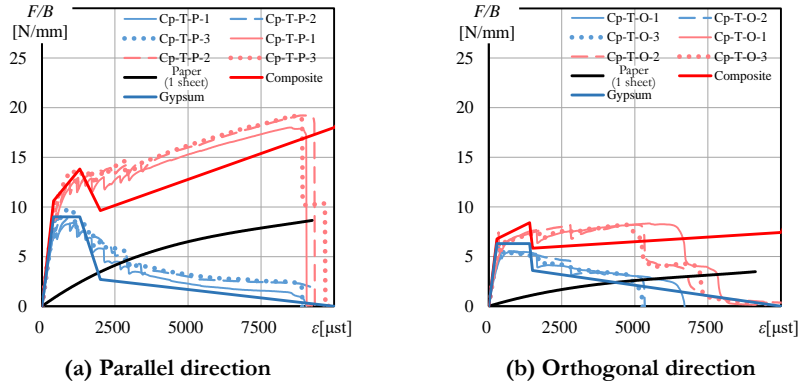 F/B
[N/mm]
Cp-T-P-1 Cp-T-P-2
Cp-T-P-3 Cp-T-P-1
Cp-T-P-2 Cp-T-P-3
Paper (1 sheet) Composite
Gypsum
25
20
15
10
5
0
0 2500 5000 7500 ε[μst]
(a) Parallel direction
F/B
[N/mm]
Cp-T-O-1 Cp-T-O-2
Cp-T-O-3 Cp-T-O-1
Cp-T-O-2 Cp-T-O-3
Paper (1 sheet) Composite
Gypsum
25
20
15
10
5
0
0 2500 5000 7500 ε[μst]
(b) Orthogonal direction